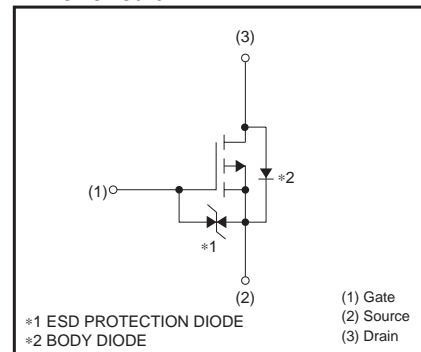 (3)
∗2
(1)
∗1
(2)
∗1 ESD PROTECTION DIODE
∗2 BODY DIODE
(1) Gate
(2) Source
(3) Drain